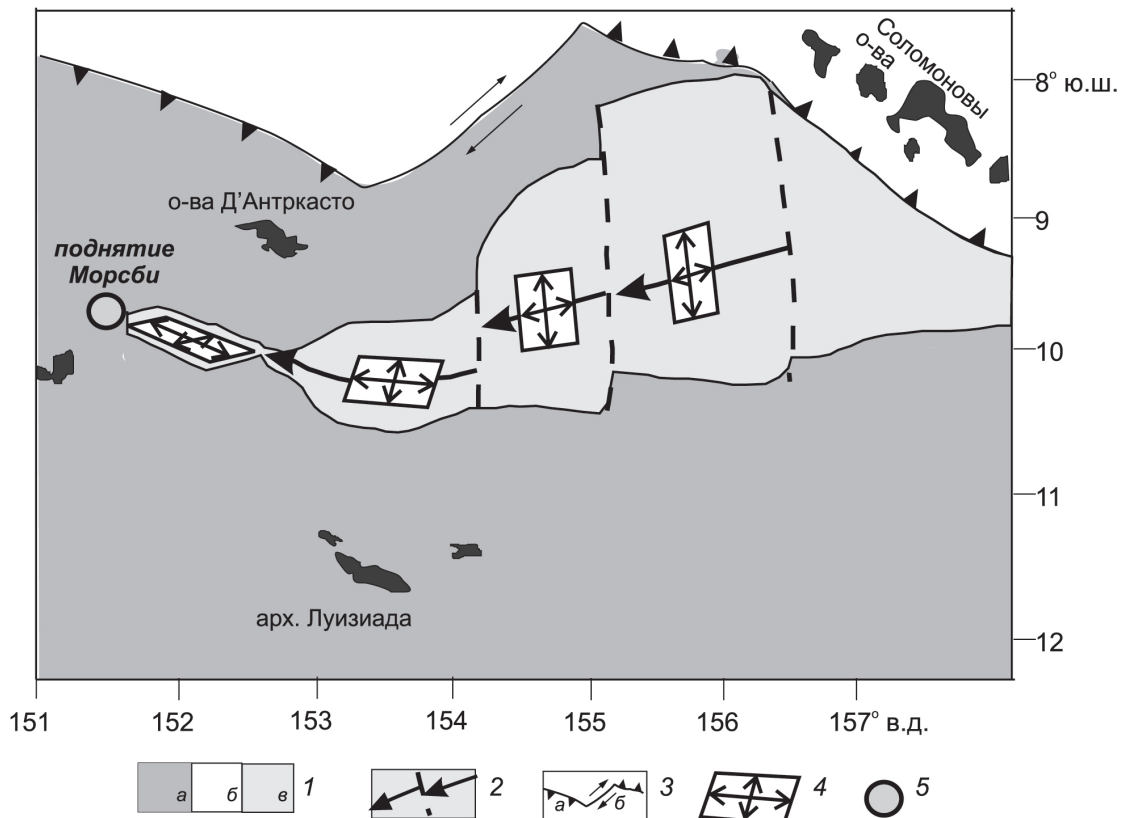 Соломоновы
о-ва
8° ю.ш.
о-ва Д’Антркасто
9
поднятие
Морсби
10
11
арх. Луизиада
12
151 152 153 154 155 156 157° в.д.
а б в 1 2 а б 3 4 5